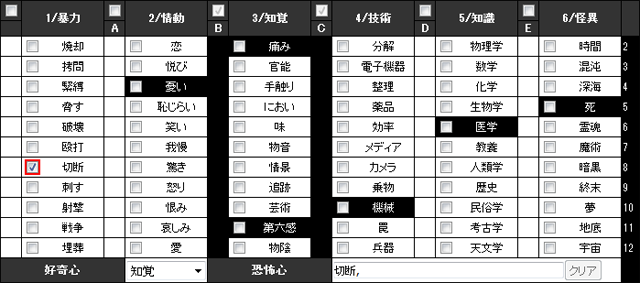 1/暴力 A 2/情動 B 3/知覚 C 4/技術 D 5/知識 E 6/怪異
焼却 恋 痛み 分解 物理学 時間 2
拷問 悦び 官能 電子機器 数学 混沌 3
緊縛 憂い 手触り 整理 化学 深海 4
脅す 恥じらい におい 薬品 生物学 死 5
破壊 笑い 味 効率 医学 霊魂 6
殴打 我慢 物音 メディア 教養 魔術 7
切断 驚き 情景 カメラ 人類学 暗黒 8
刺す 怒り 追跡 乗物 歴史 終末 9
射撃 恨み 芸術 機械 民俗学 夢 10
戦争 哀しみ 第六感 罠 考古学 地底 11
埋葬 愛 物陰 兵器 天文学 宇宙 12
好奇心 知覚 恐怖心 切断, クリア